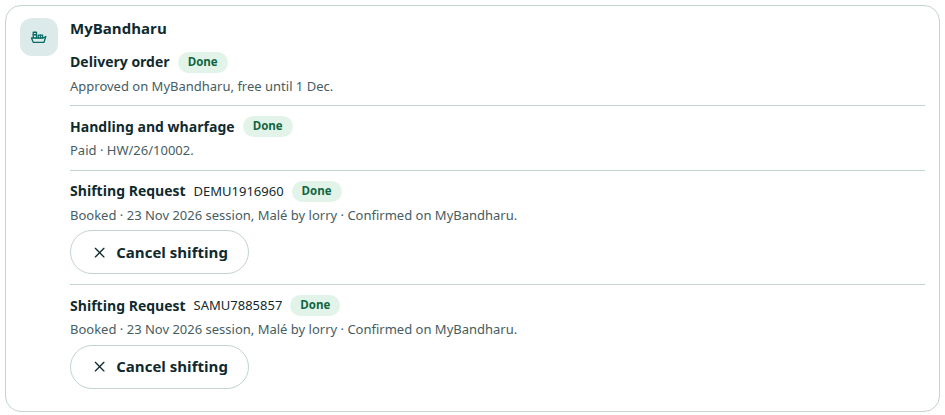 MyBandharu
Delivery order Done
Approved on MyBandharu, free until 1 Dec.
Handling and wharfage Done
Paid · HW/26/10002.
Shifting Request DEMU1916960 Done
Booked · 23 Nov 2026 session, Malé by lorry · Confirmed on MyBandharu.
Cancel shifting
Shifting Request SAMU7885857 Done
Booked · 23 Nov 2026 session, Malé by lorry · Confirmed on MyBandharu.
Cancel shifting